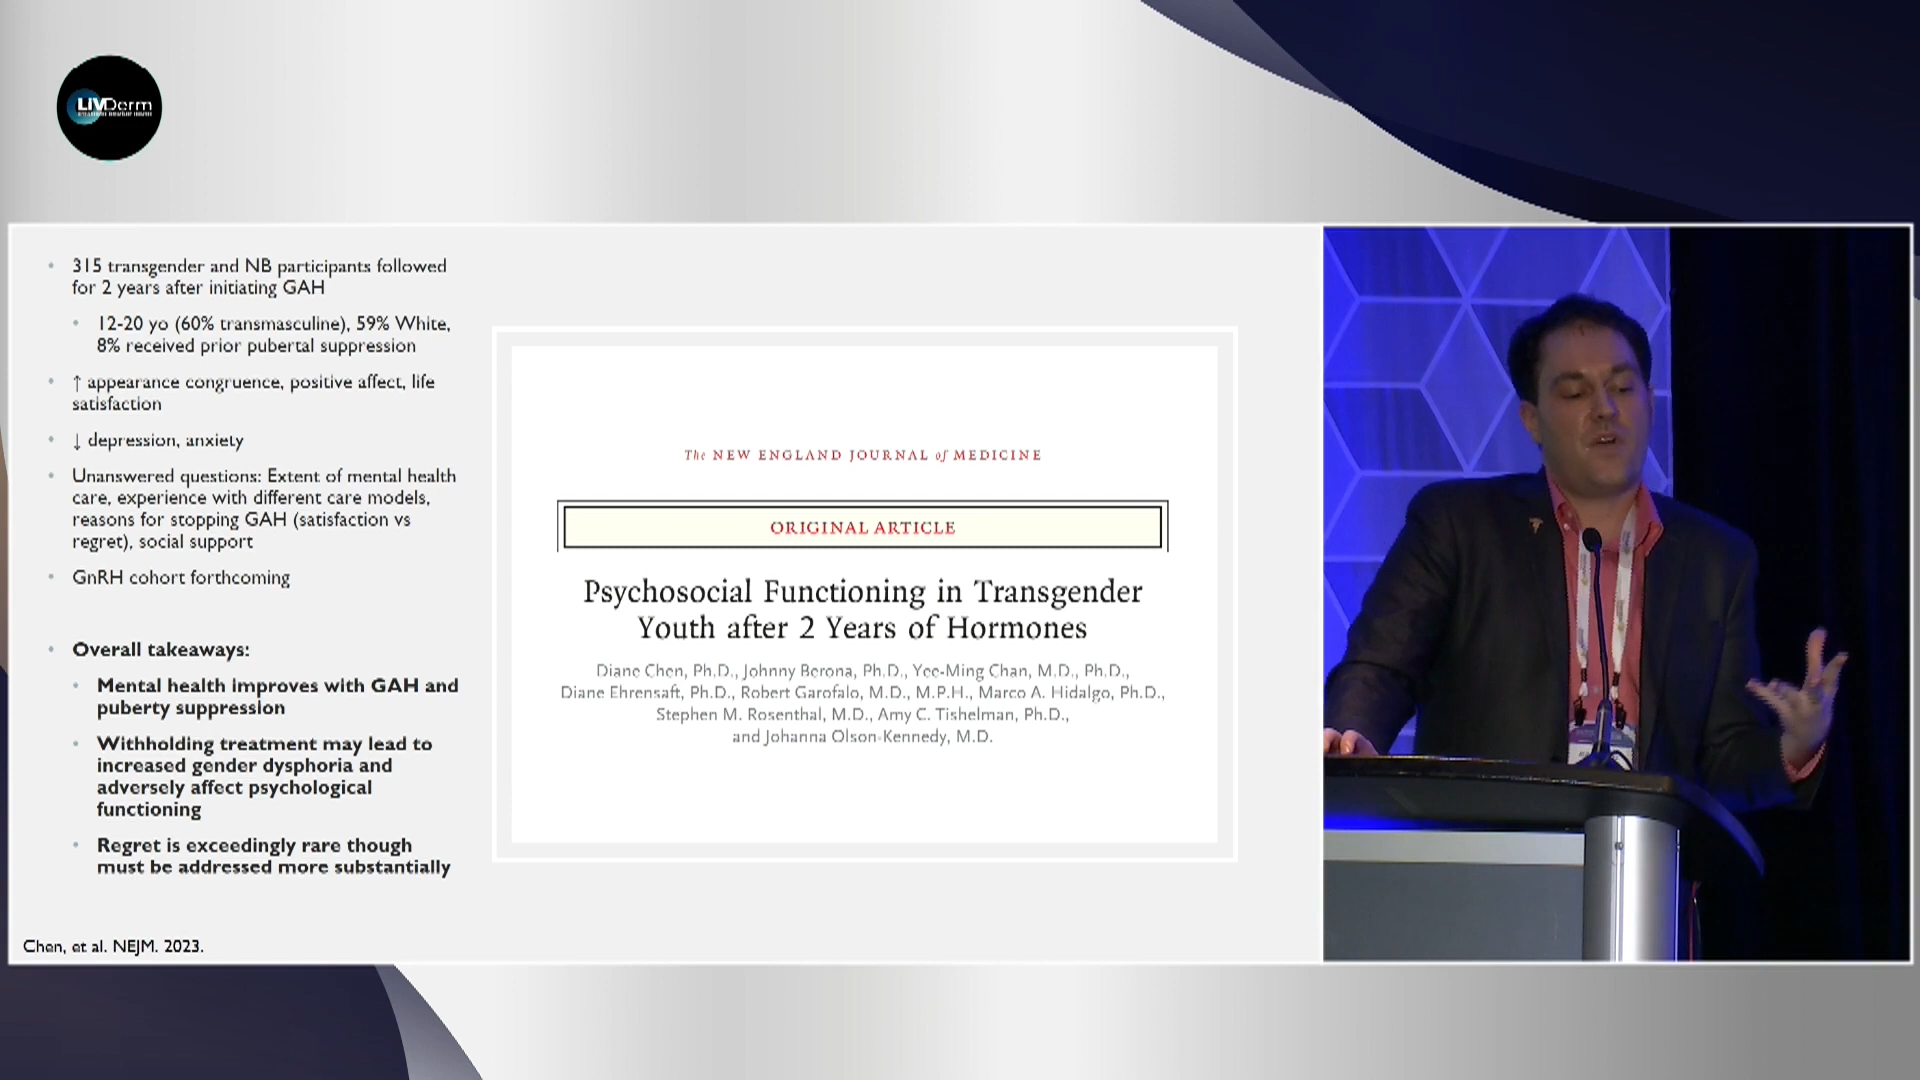 LIVDerm
315 transgender and NB participants followed
for 2 years after initiating GAH
12-20 yo (60% transmasculine), 59% White,
8% received prior pubertal suppression
↑ appearance congruence, positive affect, life
satisfaction
↓ depression, anxiety
Unanswered questions: Extent of mental health
care, experience with different care models,
reasons for stopping GAH (satisfaction vs
regret), social support
GnRH cohort forthcoming
Overall takeaways:
Mental health improves with GAH and
puberty suppression
Withholding treatment may lead to
increased gender dysphoria and
adversely affect psychological
functioning
Regret is exceedingly rare though
must be addressed more substantially
Chen, et al. NEJM. 2023.
The NEW ENGLAND JOURNAL of MEDICINE
ORIGINAL ARTICLE
Psychosocial Functioning in Transgender
Youth after 2 Years of Hormones
Diane Chen, Ph.D., Johnny Berona, Ph.D., Yee-Ming Chan, M.D., Ph.D.,
Diane Ehrensaft, Ph.D., Robert Garofalo, M.D., M.P.H., Marco A. Hidalgo, Ph.D.,
Stephen M. Rosenthal, M.D., Amy C. Tishelman, Ph.D.,
and Johanna Olson-Kennedy, M.D.